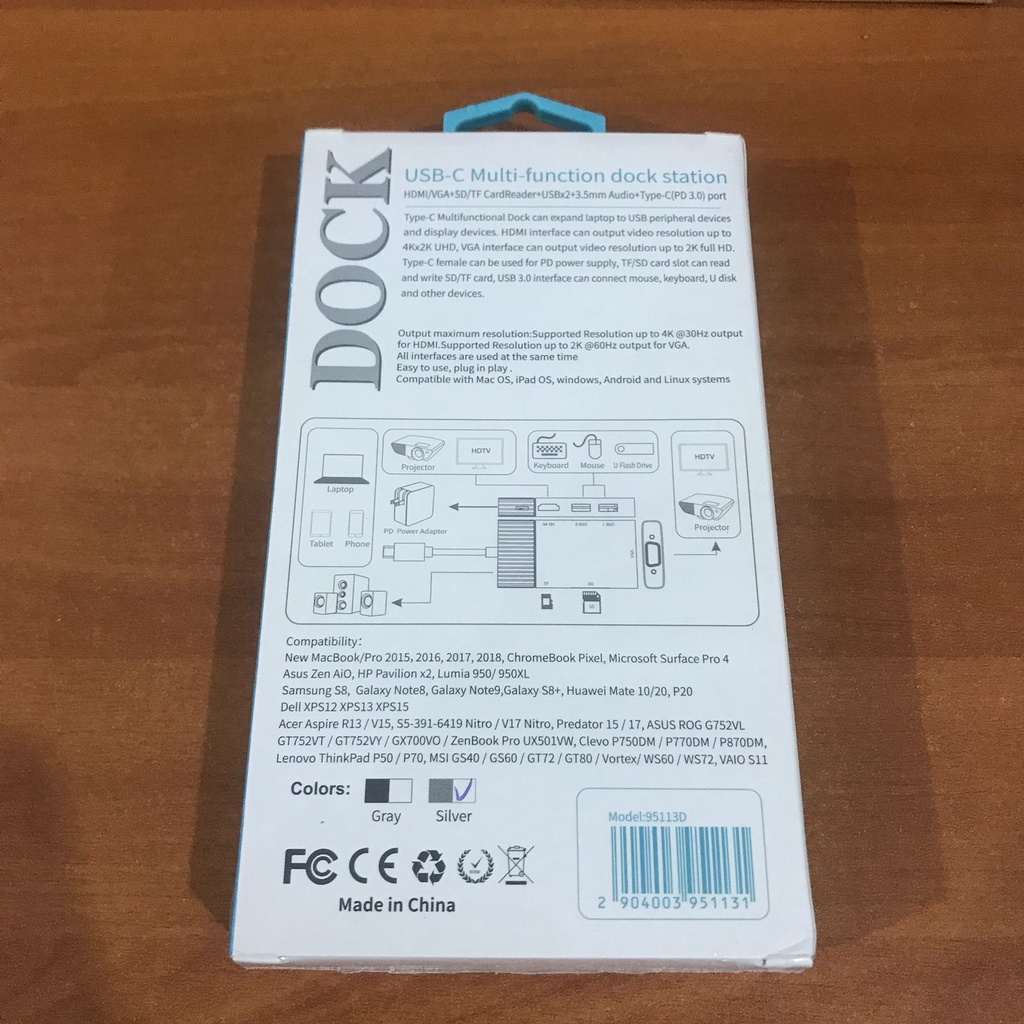 DOCK
USB-C Multi-function dock station
HDMI/VGA+SD/TF CardReader+USBx2+3.5mm Audio+Type-C(PD 3.0) port
Type-C Multifunctional Dock can expand laptop to USB peripheral devices
and display devices. HDMI interface can output video resolution up to
4Kx2K UHD, VGA interface can output video resolution up to 2K full HD.
Type-C female can be used for PD power supply, TF/SD card slot can read
and write SD/TF card, USB 3.0 interface can connect mouse, keyboard, U disk
and other devices.
Output maximum resolution:Supported Resolution up to 4K @30Hz output
for HDMI.Supported Resolution up to 2K @60Hz output for VGA.
All interfaces are used at the same time
Easy to use, plug in play .
Compatible with Mac OS, iPad OS, windows, Android and Linux systems
Laptop
Tablet Phone
Projector
HDTV
Keyboard Mouse U Flash Drive
HDTV
Projector
PD Power Adapter
VGA
TF
SD
SD
Compatibility:
New MacBook/Pro 2015, 2016, 2017, 2018, ChromeBook Pixel, Microsoft Surface Pro 4
Asus Zen AiO, HP Pavilion x2, Lumia 950/ 950XL
Samsung S8, Galaxy Note8, Galaxy Note9,Galaxy S8+, Huawei Mate 10/20, P20
Dell XPS12 XPS13 XPS15
Acer Aspire R13 / V15, S5-391-6419 Nitro / V17 Nitro, Predator 15 / 17, ASUS ROG G752VL
GT752VT / GT752VY / GX700VO / ZenBook Pro UX501VW, Clevo P750DM / P770DM / P870DM,
Lenovo ThinkPad P50 / P70, MSI GS40 / GS60 / GT72 / GT80 / Vortex/ WS60 / WS72, VAIO S11
Colors:
Gray Silver
FC CE
Made in China
Model:95113D
2 904003 951131